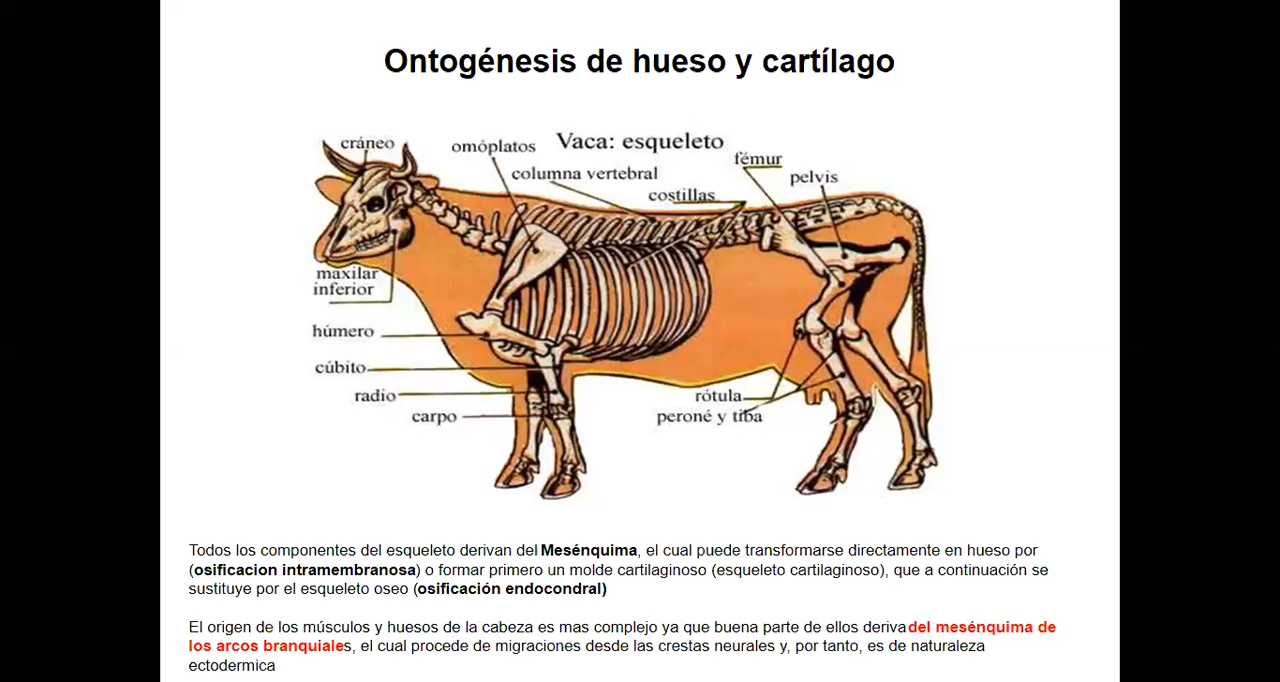 Ontogénesis de hueso y cartílago
cráneo
omóplatos
Vaca: esqueleto
columna vertebral
fémur
costillas
pelvis
maxilar
inferior
húmero
cúbito
radio
carpo
rótula
peroné y tiba
Todos los componentes del esqueleto derivan del Mesénquima, el cual puede transformarse directamente en hueso por
(osificacion intramembranosa) o formar primero un molde cartilaginoso (esqueleto cartilaginoso), que a continuación se
sustituye por el esqueleto oseo (osificación endocondral)
El origen de los músculos y huesos de la cabeza es mas complejo ya que buena parte de ellos deriva del mesénquima de
los arcos branquiales, el cual procede de migraciones desde las crestas neurales y, por tanto, es de naturaleza
ectodermica